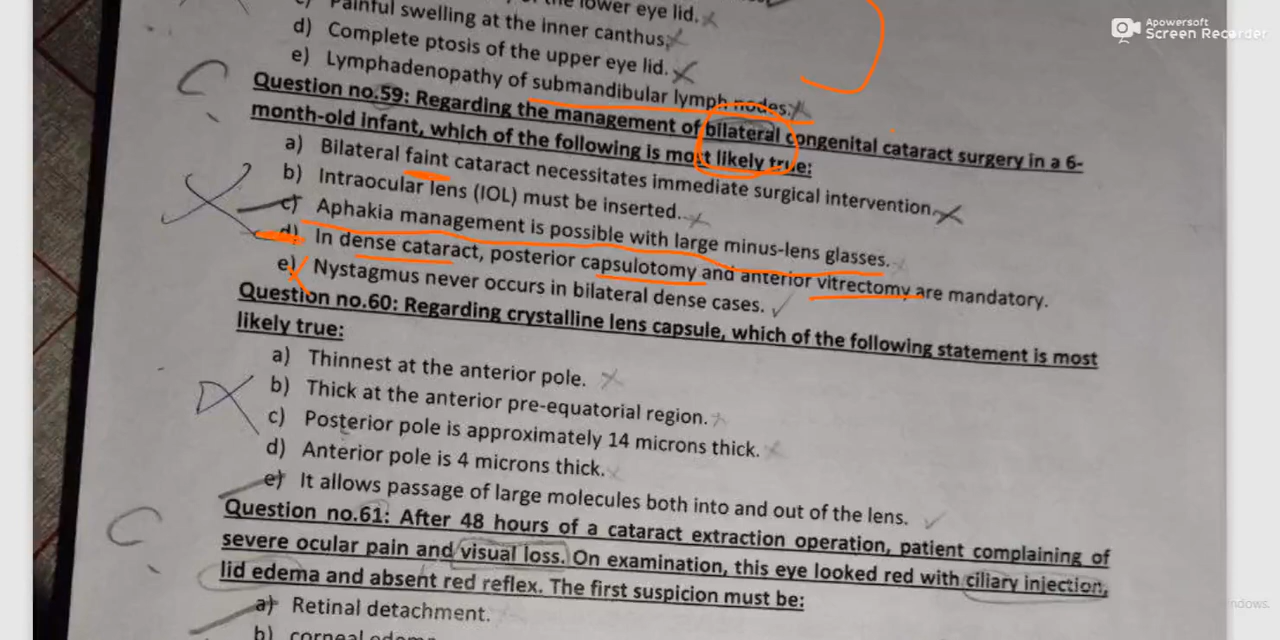 the lower eye lid.
Painful swelling at the inner canthus.
d) Complete ptosis of the upper eye lid.
e) Lymphadenopathy of submandibular lymph nodes.
Question no.59: Regarding the management of bilateral congenital cataract surgery in a 6-
month-old infant, which of the following is most likely true:
a) Bilateral faint cataract necessitates immediate surgical intervention.
b) Intraocular lens (IOL) must be inserted.
c) Aphakia management is possible with large minus-lens glasses.
d) In dense cataract, posterior capsulotomy and anterior vitrectomy are mandatory.
e) Nystagmus never occurs in bilateral dense cases.
Question no.60: Regarding crystalline lens capsule, which of the following statement is most
likely true:
a) Thinnest at the anterior pole.
b) Thick at the anterior pre-equatorial region.
c) Posterior pole is approximately 14 microns thick.
d) Anterior pole is 4 microns thick.
e) It allows passage of large molecules both into and out of the lens.
Question no.61: After 48 hours of a cataract extraction operation, patient complaining of
severe ocular pain and visual loss. On examination, this eye looked red with ciliary injection,
lid edema and absent red reflex. The first suspicion must be:
a) Retinal detachment.
b) corneal edema
Apowersoft
Screen Recorder
ndows.